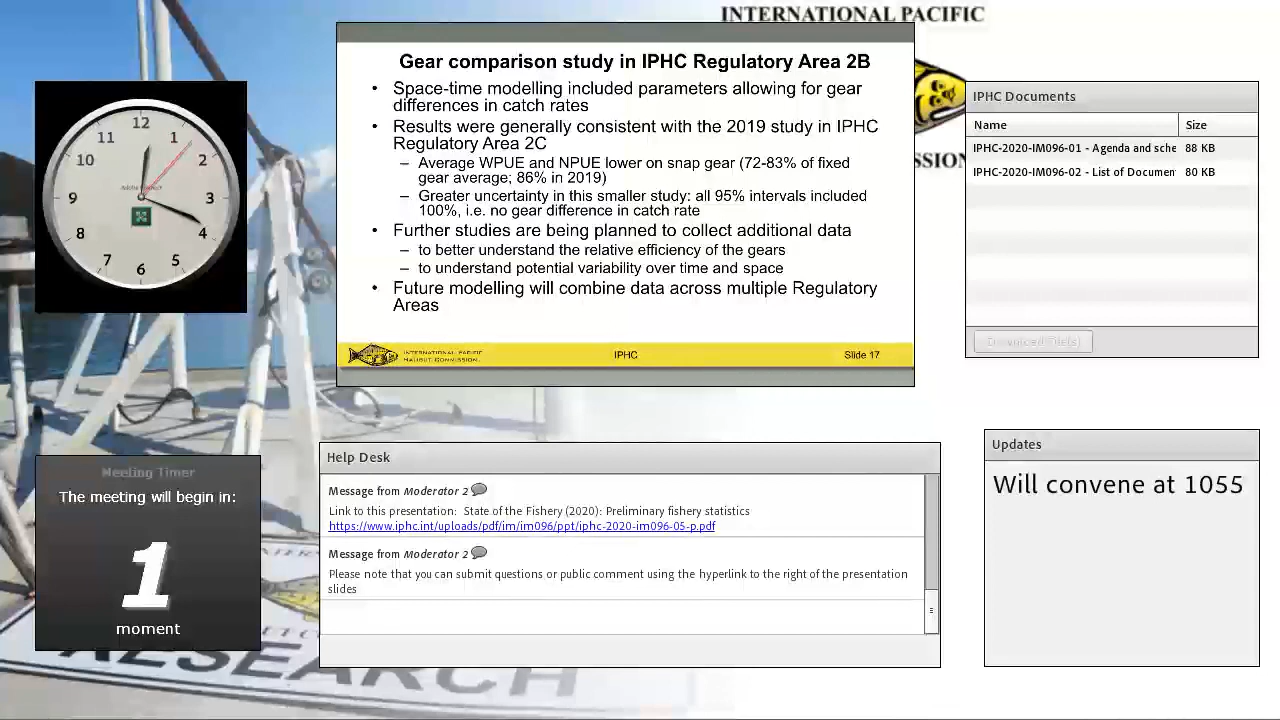 INTERNATIONAL PACIFIC
Gear comparison study in IPHC Regulatory Area 2B
• Space-time modelling included parameters allowing for gear
differences in catch rates
• Results were generally consistent with the 2019 study in IPHC
Regulatory Area 2C
– Average WPUE and NPUE lower on snap gear (72-83% of fixed
gear average; 86% in 2019)
– Greater uncertainty in this smaller study: all 95% intervals included
100%, i.e. no gear difference in catch rate
• Further studies are being planned to collect additional data
– to better understand the relative efficiency of the gears
– to understand potential variability over time and space
• Future modelling will combine data across multiple Regulatory
Areas
INTERNATIONAL PACIFIC
HALIBUT COMMISSION
IPHC
Slide 17
12
1
2
3
4
5
6
7
8
9
10
11
IPHC Documents
Name Size
IPHC-2020-IM096-01 - Agenda and sche 88 KB
IPHC-2020-IM096-02 - List of Documen 80 KB
Download File(s)
Meeting Timer
The meeting will begin in:
1
moment
Help Desk
Message from Moderator 2
Link to this presentation: State of the Fishery (2020): Preliminary fishery statistics
https://www.iphc.int/uploads/pdf/im/im096/ppt/iphc-2020-im096-05-p.pdf
Message from Moderator 2
Please note that you can submit questions or public comment using the hyperlink to the right of the presentation
slides
Updates
Will convene at 1055
RESEARCH